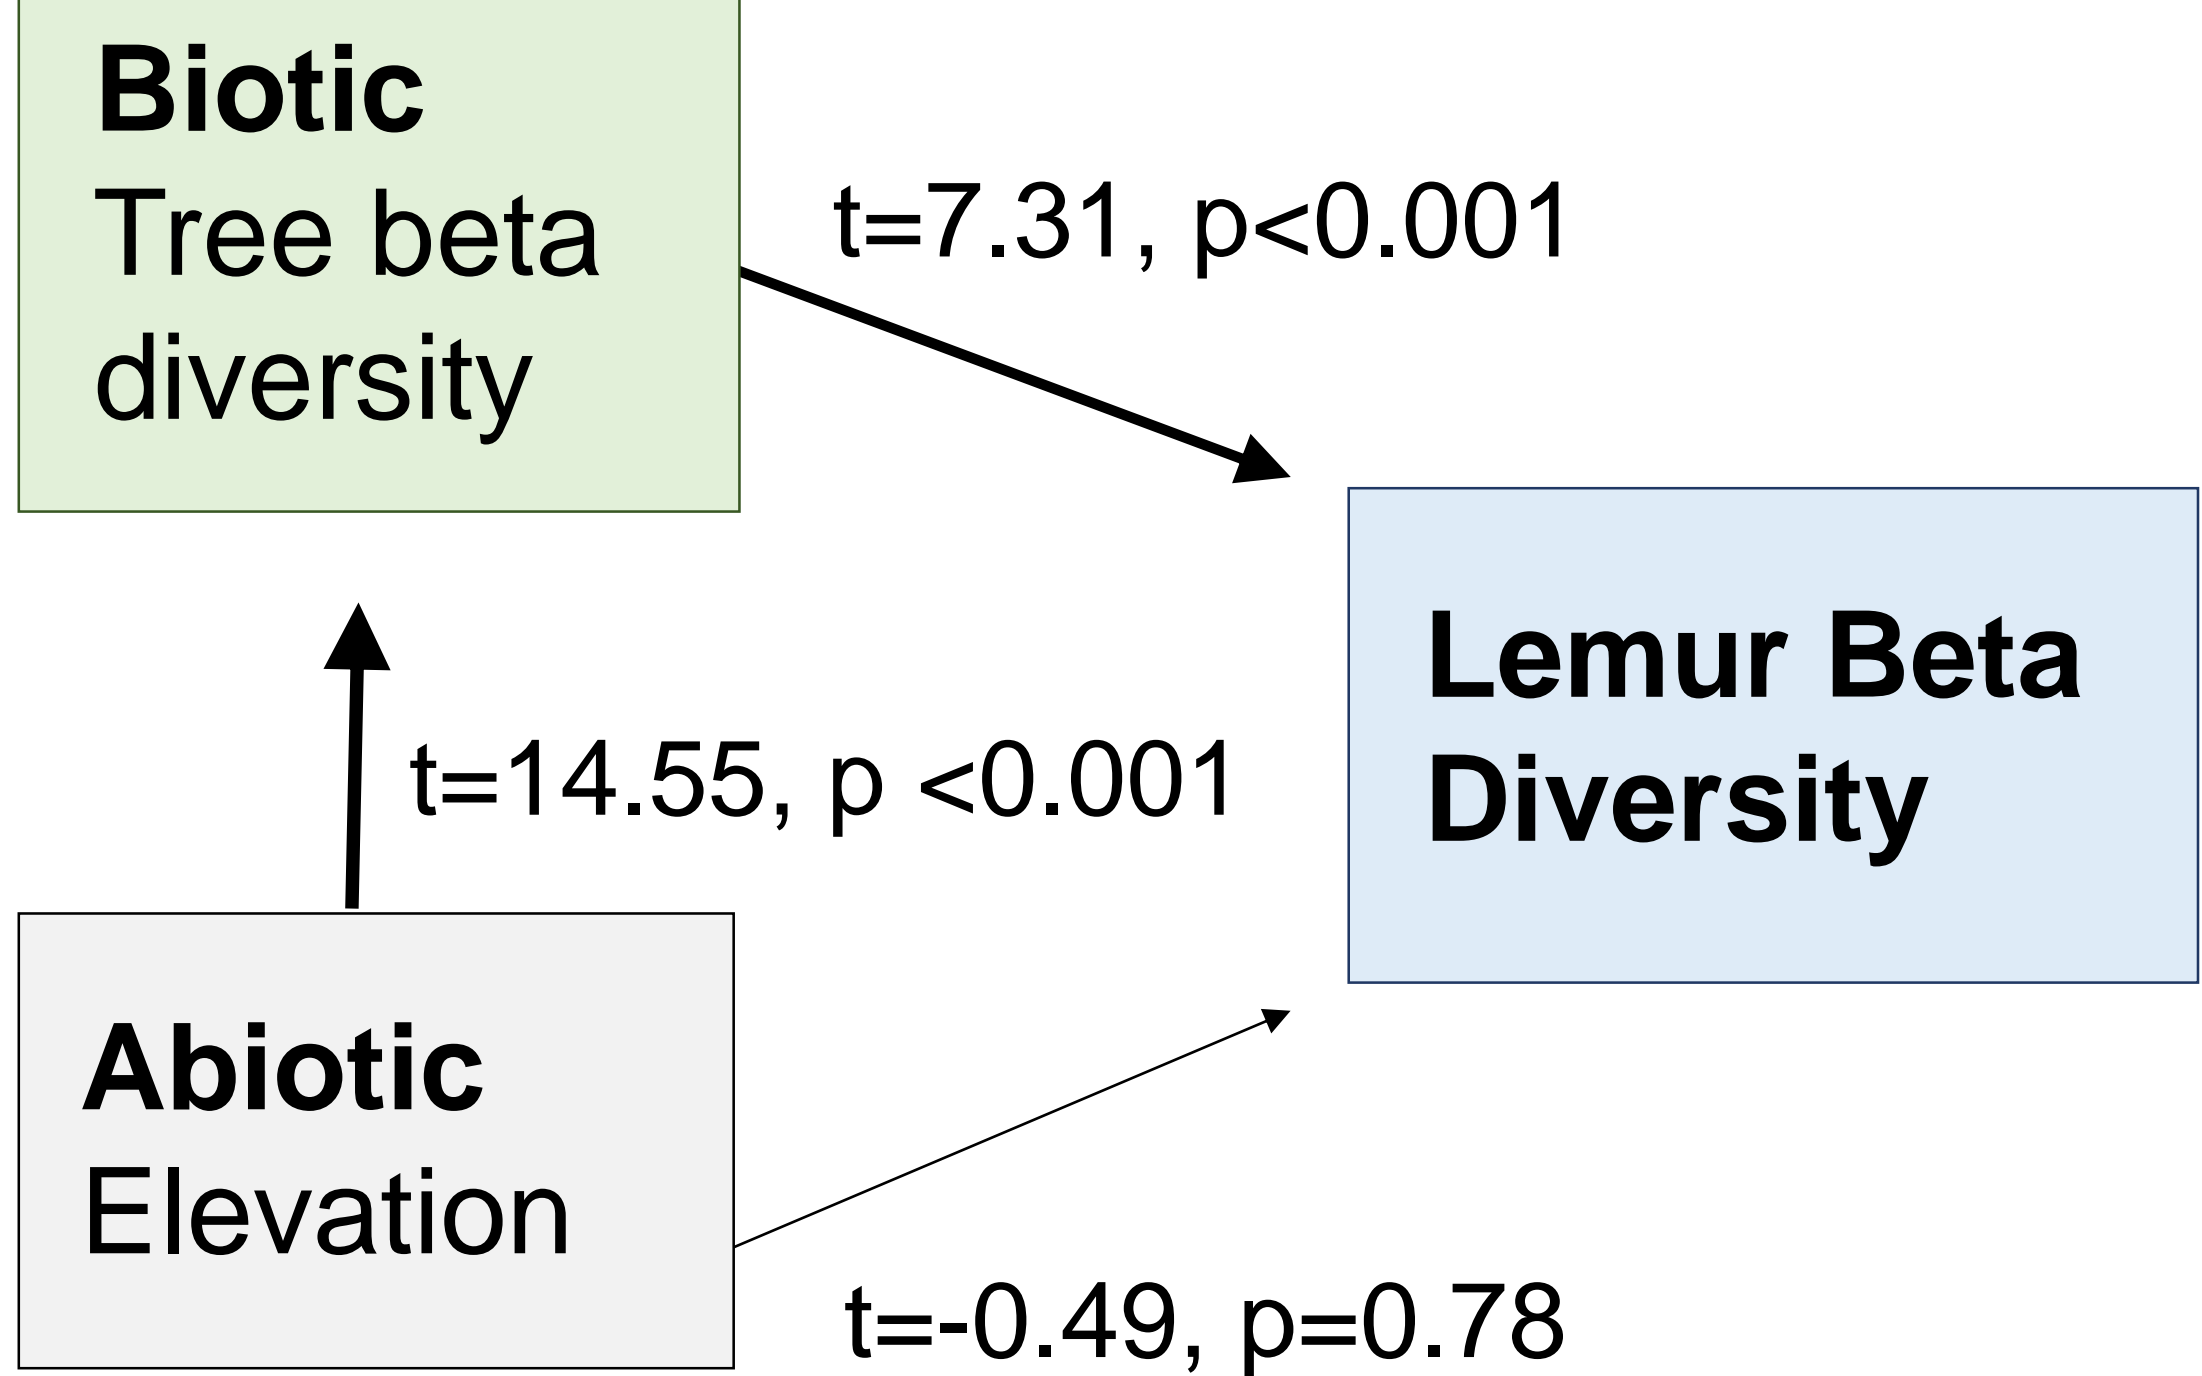 Biotic
Tree beta
diversity
t=7.31, p<0.001
Lemur Beta
Diversity
t=14.55, p <0.001
Abiotic
Elevation
t=-0.49, p=0.78